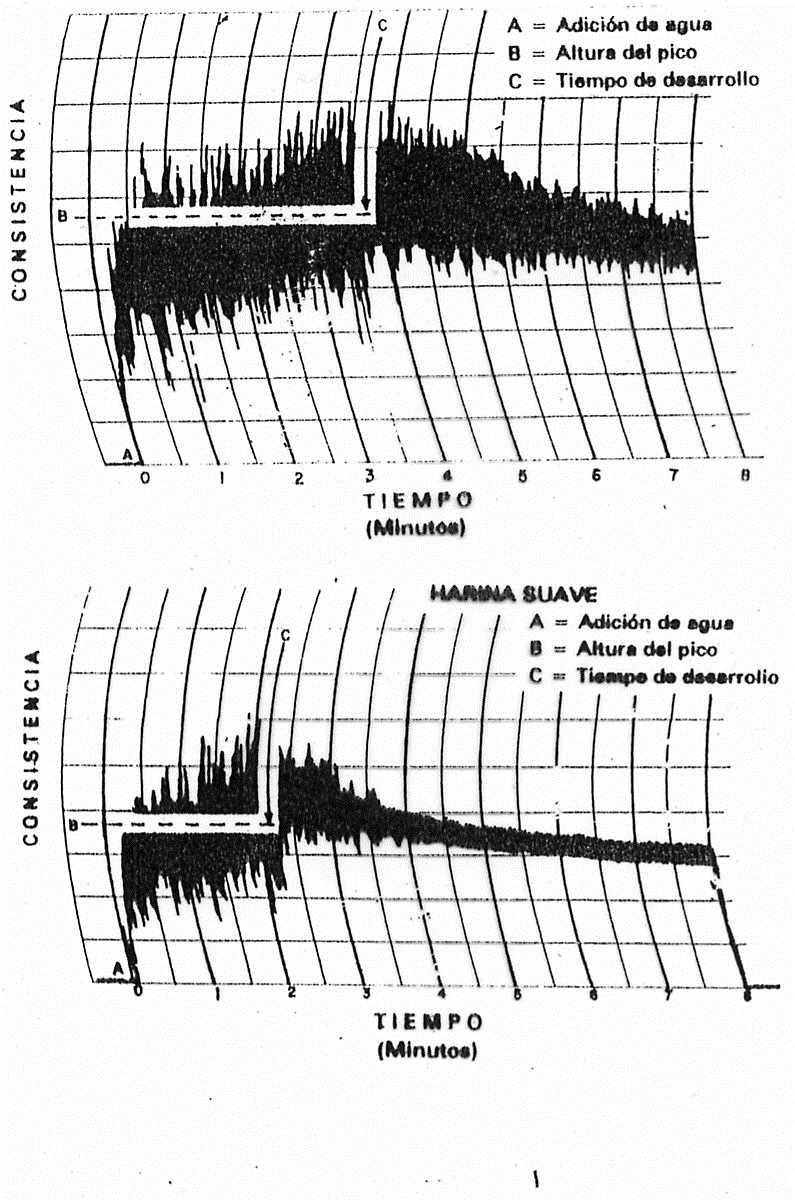 C
A = Adición de agua
B = Altura del pico
C = Tiempo de desarrollo
CONSISTENCIA
B
A
0 1 2 3 4 5 6 7 8
TIEMPO
(Minutos)
HARINA SUAVE
A = Adición de agua
B = Altura del pico
C = Tiempo de desarrollo
C
CONSISTENCIA
B
A
0 1 2 3 4 5 6 7 8
TIEMPO
(Minutos)